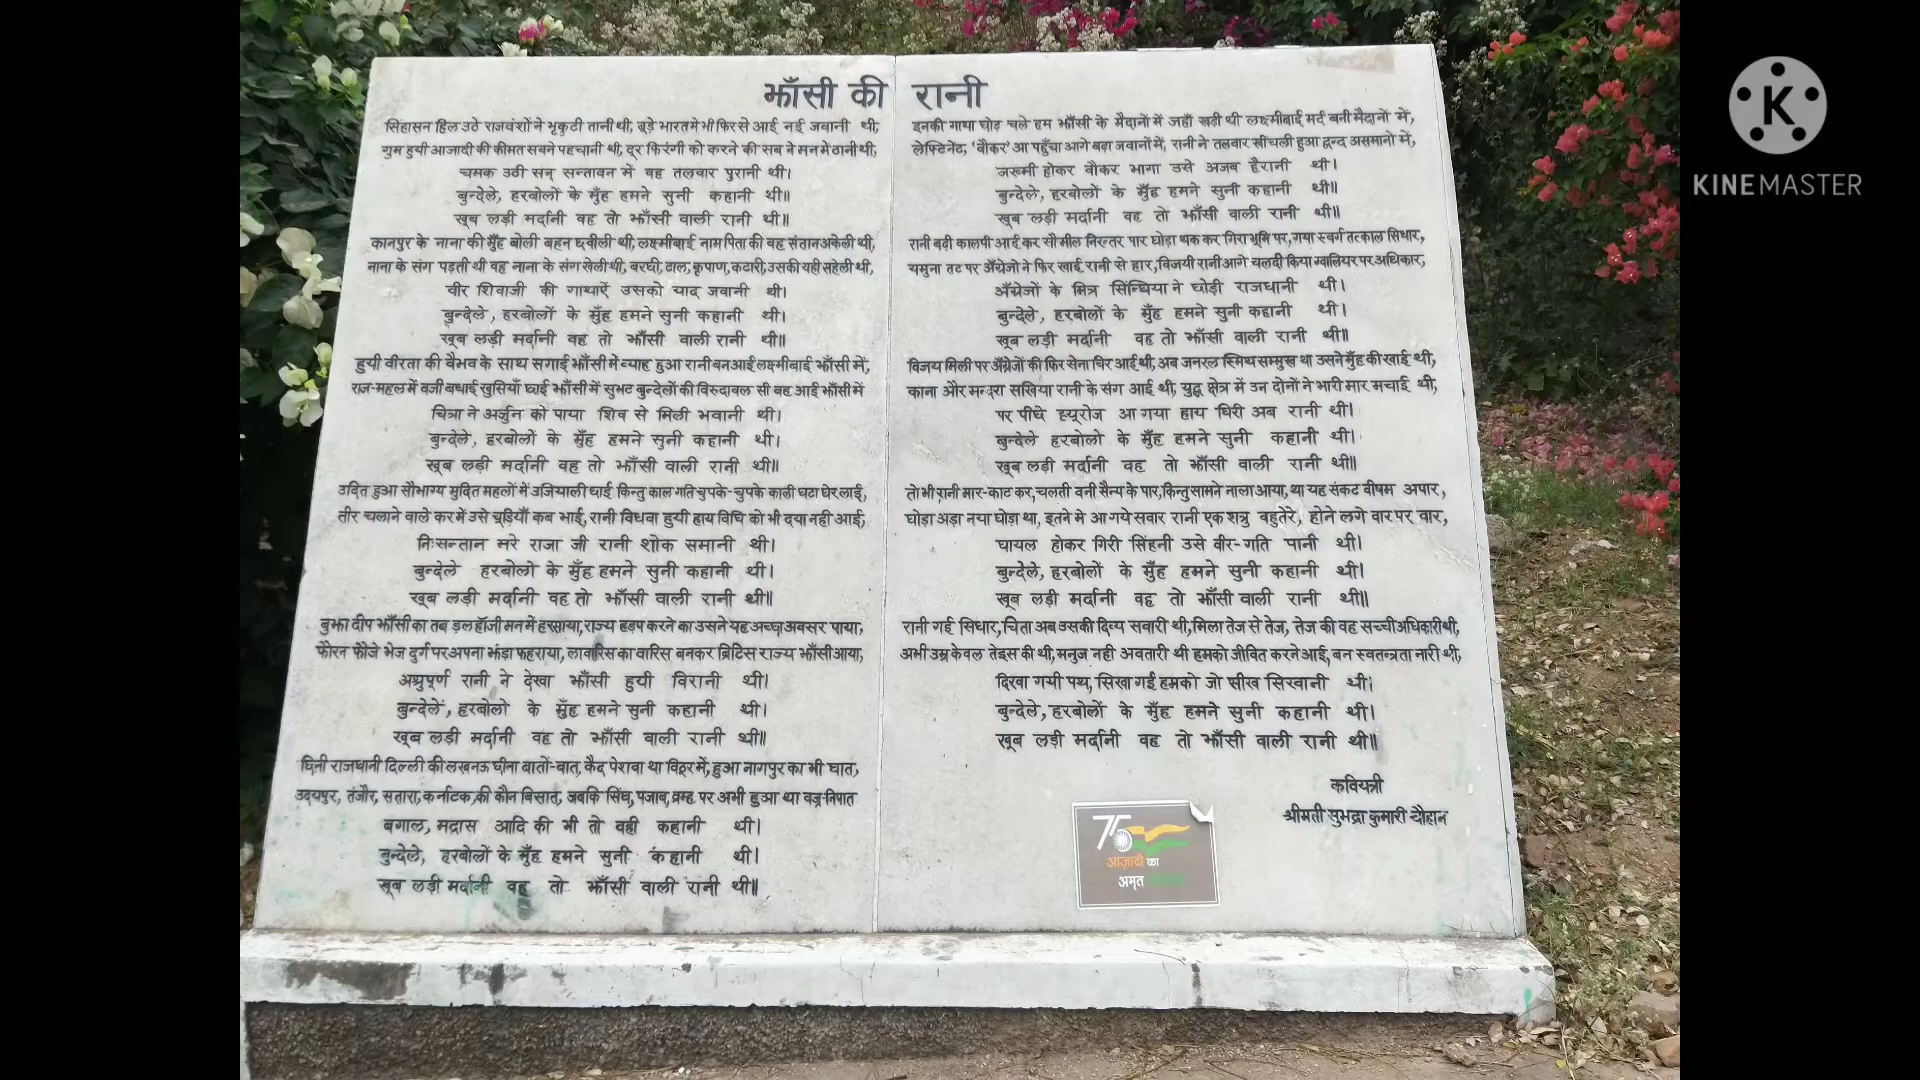 झाँसी की रानी
सिंहासन हिल उठे राजवंशों ने भृकुटी तानी थी, बूढ़े भारत में भी फिर से आई नई जवानी थी;
गुम हुयी आजादी की कीमत सबने पहचानी थी, दूर फिरंगी को करने की सब ने मन में ठानी थी,
चमक उठी सन् सन्तावन में वह तलवार पुरानी थी।
बुन्देले, हरबोलों के मुँह हमने सुनी कहानी थी॥
खूब लड़ी मर्दानी वह तो झाँसी वाली रानी थी॥
कानपुर के नाना की मुँह बोली बहन छवीली थी, लक्ष्मीबाई नाम पिता की वह संतान अकेली थी,
नाना के संग पड़ती थी वह नाना के संग खेली थी, बरछी, ढाल, कृपाण, कटारी, उसकी यही सहेली थी,
वीर शिवाजी की गाथाऐं उसको याद जवानी थी।
बुन्देले, हरबोलों के मुँह हमने सुनी कहानी थी।
खूब लड़ी मर्दानी वह तो झाँसी वाली रानी थी॥
हुयी वीरता की वैभव के साथ सगाई झाँसी में व्याह हुआ रानी बन आई लक्ष्मीबाई झाँसी में,
राज-महल में वजी बधाई खुसियाँ छाई झाँसी में सुभट बुन्देलों की विरुदावल सी वह आई झाँसी में
चित्रा ने अर्जुन को पाया शिव से मिली भवानी थी।
बुन्देले, हरबोलों के मुँह हमने सुनी कहानी थी।
खूब लड़ी मर्दानी वह तो झाँसी वाली रानी थी॥
उदित हुआ सौभाग्य मुदित महलों में उजियाली छाई किन्तु काल गति चुपके-चुपके काली घटा घेर लाई,
तीर चलाने वाले कर में उसे चूड़ियाँ कब भाई, रानी विधवा हुयी हाय विधि को भी दया नही आई,
निःसन्तान मरे राजा जी रानी शोक समानी थी।
बुन्देले हरबोलो के मुँह हमने सुनी कहानी थी।
खूब लड़ी मर्दानी वह तो झाँसी वाली रानी थी॥
बुझा दीप झाँसी का तब डलहौजी मन में हरसाया, राज्य हड़प करने का उसने यह अच्छा अवसर पाया,
फौरन फौजे भेज दुर्ग पर अपना झंडा फहराया, लावारिस का वारिस बनकर ब्रिटिस राज्य झाँसी आया,
अश्रुपूर्ण रानी ने देखा झाँसी हुयी विरानी थी।
बुन्देलें, हरबोलो के मुँह हमने सुनी कहानी थी।
खूब लड़ी मर्दानी वह तो झाँसी वाली रानी थी॥
छिनी राजधानी दिल्ली की लखनऊ छीना बातों-बात, कैद पेशवा था विठूर में, हुआ नागपुर का भी घात,
उदयपुर, तंजौर, सतारा, कर्नाटक, की कौन बिसात, जबकि सिंध, पंजाब, व्रम्ह पर अभी हुआ था वज्र-निपात
बगाल, मद्रास आदि की भी तो वही कहानी थी।
बुन्देले, हरबोलों के मुँह हमने सुनी कहानी थी।
खूब लड़ी मर्दानी वह तो झाँसी वाली रानी थी॥
इनकी गाथा छोड़ चले हम झाँसी के मैदानों में जहाँ खड़ी थी लक्ष्मीबाई मर्द बनी मैदानों में,
लेफ्टिनेंट, 'वौकर' आ पहुँचा आगे बढ़ा जवानों में, रानी ने तलवार खींचली हुआ द्वन्द असमानो में,
जख्मी होकर वौकर भागा उसे अजब हैरानी थी।
बुन्देले, हरबोलों के मुँह हमने सुनी कहानी थी॥
खूब लड़ी मर्दानी वह तो झाँसी वाली रानी थी॥
रानी बढ़ी कालपी आई कर सौ मील निरन्तर पार घोड़ा थक कर गिरा भूमि पर, गया स्वर्ग तत्काल सिधार,
यमुना तट पर अँग्रेजो ने फिर खाई रानी से हार, विजयी रानी आगे चलदी किया ग्वालियर पर अधिकार,
अँग्रेजों के मित्र सिन्धिया ने छोड़ी राजधानी थी।
बुन्देले, हरबोलों के मुँह हमने सुनी कहानी थी।
खूब लड़ी मर्दानी वह तो झाँसी वाली रानी थी॥
विजय मिली पर अँग्रेजों की फिर सेना घिर आई थी, अब जनरल स्मिथ सम्मुख था उसने मुँह की खाई थी,
काना और मन्दरा सखिया रानी के संग आई थी, युद्ध क्षेत्र में उन दोनों ने भारी मार मचाई थी,
पर पीछे ह्यूरोज आ गया हाय घिरी अब रानी थी।
बुन्देले हरबोलो के मुँह हमने सुनी कहानी थी।
खूब लड़ी मर्दानी वह तो झाँसी वाली रानी थी॥
तो भी रानी मार-काट कर, चलती वनी सैन्य के पार, किन्तु सामने नाला आया, था यह संकट वीषम अपार,
घोड़ा अड़ा नया घोड़ा था, इतने मे आ गये सवार रानी एक शत्रु वहुतेरे, होने लगे वार पर वार,
घायल होकर गिरी सिंहनी उसे वीर-गति पानी थी।
बुन्देले, हरबोलों के मुँह हमने सुनी कहानी थी।
खूब लड़ी मर्दानी वह तो झाँसी वाली रानी थी॥
रानी गई सिधार, चिता अब उसकी दिव्य सवारी थी, मिला तेज से तेज, तेज की वह सच्ची अधिकारी थी,
अभी उम्र केवल तेइस की थी, मनुज नही अवतारी थी हमको जीवित करने आई, बन स्वतन्त्रता नारी थी,
दिखा गयी पथ, सिखा गई हमको जो सीख सिखानी थी।
बुन्देले, हरबोलों के मुँह हमने सुनी कहानी थी।
खूब लड़ी मर्दानी वह तो झाँसी वाली रानी थी॥
कवियत्री
श्रीमती सुभद्रा कुमारी चौहान
75
आज़ादी का
अमृत
K
KINEMASTER